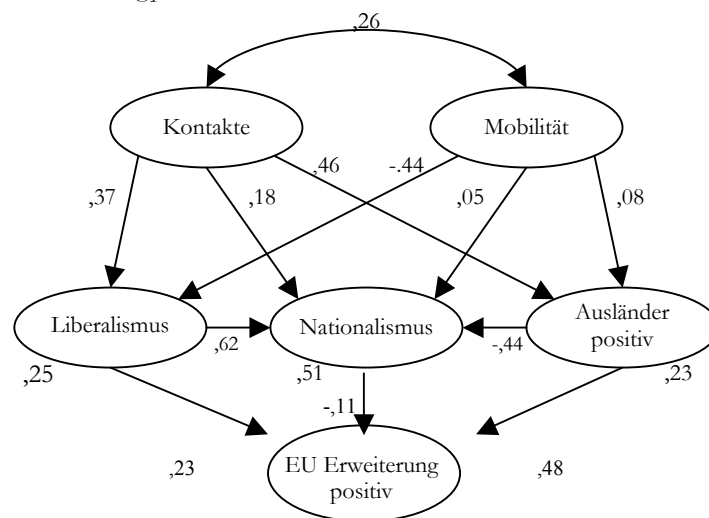 ,26
Kontakte
Mobilität
,46
-.44
,37
,18
,05
,08
Liberalismus
Nationalismus
Ausländer
positiv
,62
-,44
,25
,51
,23
-,11
,23
EU Erweiterung
positiv
,48